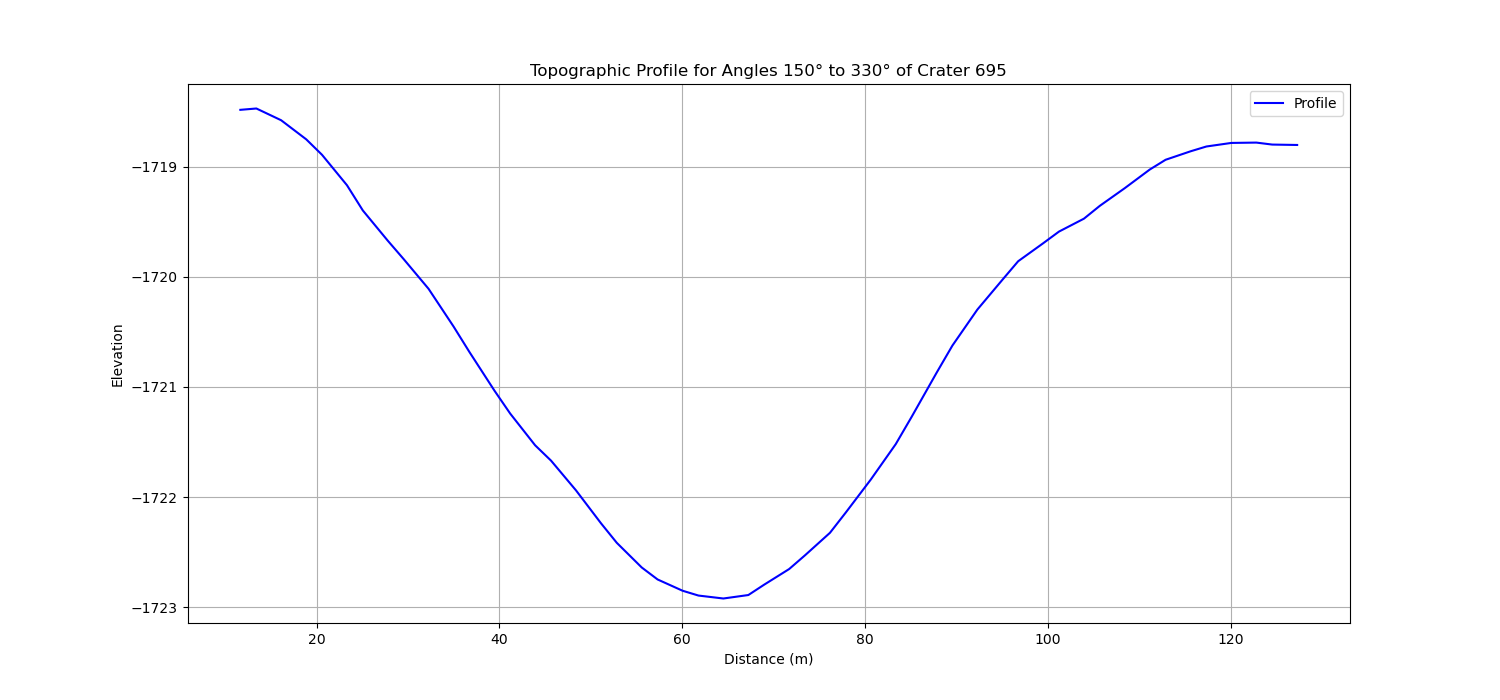 Topographic Profile for Angles 150° to 330° of Crater 695
Profile
−1719
−1720
−1721
−1722
−1723
Elevation
20 40 60 80 100 120
Distance (m)